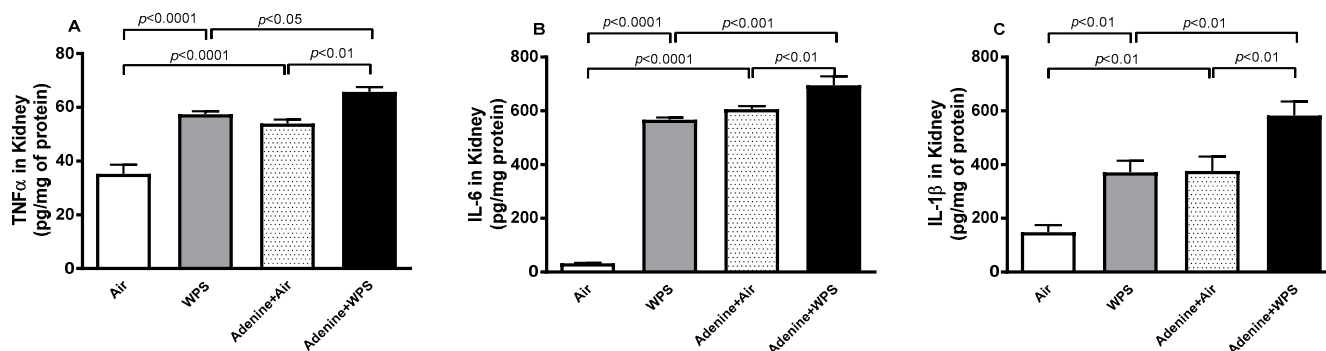 A
p<0.0001
p<0.05
p<0.0001
p<0.01
TNFα in Kidney
(pg/mg of protein)
80
60
40
20
0
Air
WPS
Adenine+Air
Adenine+WPS
B
p<0.0001
p<0.001
p<0.0001
p<0.01
IL-6 in Kidney
(pg/mg of protein)
800
600
400
200
0
Air
WPS
Adenine+Air
Adenine+WPS
C
p<0.01
p<0.01
p<0.01
p<0.01
IL-1β in Kidney
(pg/mg of protein)
800
600
400
200
0
Air
WPS
Adenine+Air
Adenine+WPS